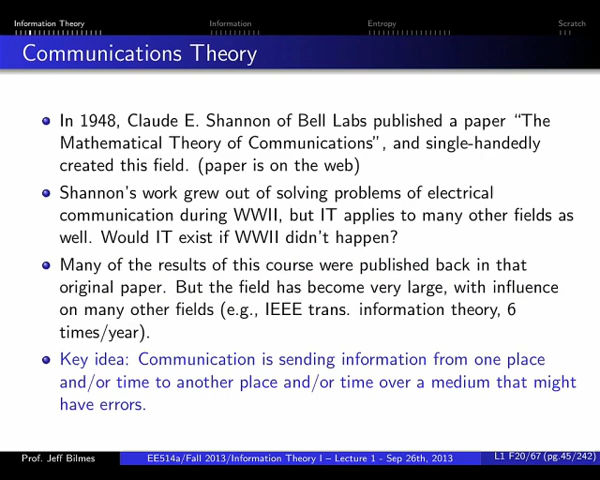 Information Theory Information Entropy Scratch
Communications Theory
In 1948, Claude E. Shannon of Bell Labs published a paper “The
Mathematical Theory of Communications”, and single-handedly
created this field. (paper is on the web)
Shannon’s work grew out of solving problems of electrical
communication during WWII, but IT applies to many other fields as
well. Would IT exist if WWII didn’t happen?
Many of the results of this course were published back in that
original paper. But the field has become very large, with influence
on many other fields (e.g., IEEE trans. information theory, 6
times/year).
Key idea: Communication is sending information from one place
and/or time to another place and/or time over a medium that might
have errors.
Prof. Jeff Bilmes EE514a/Fall 2013/Information Theory I – Lecture 1 - Sep 26th, 2013 L1 F20/67 (pg.45/242)